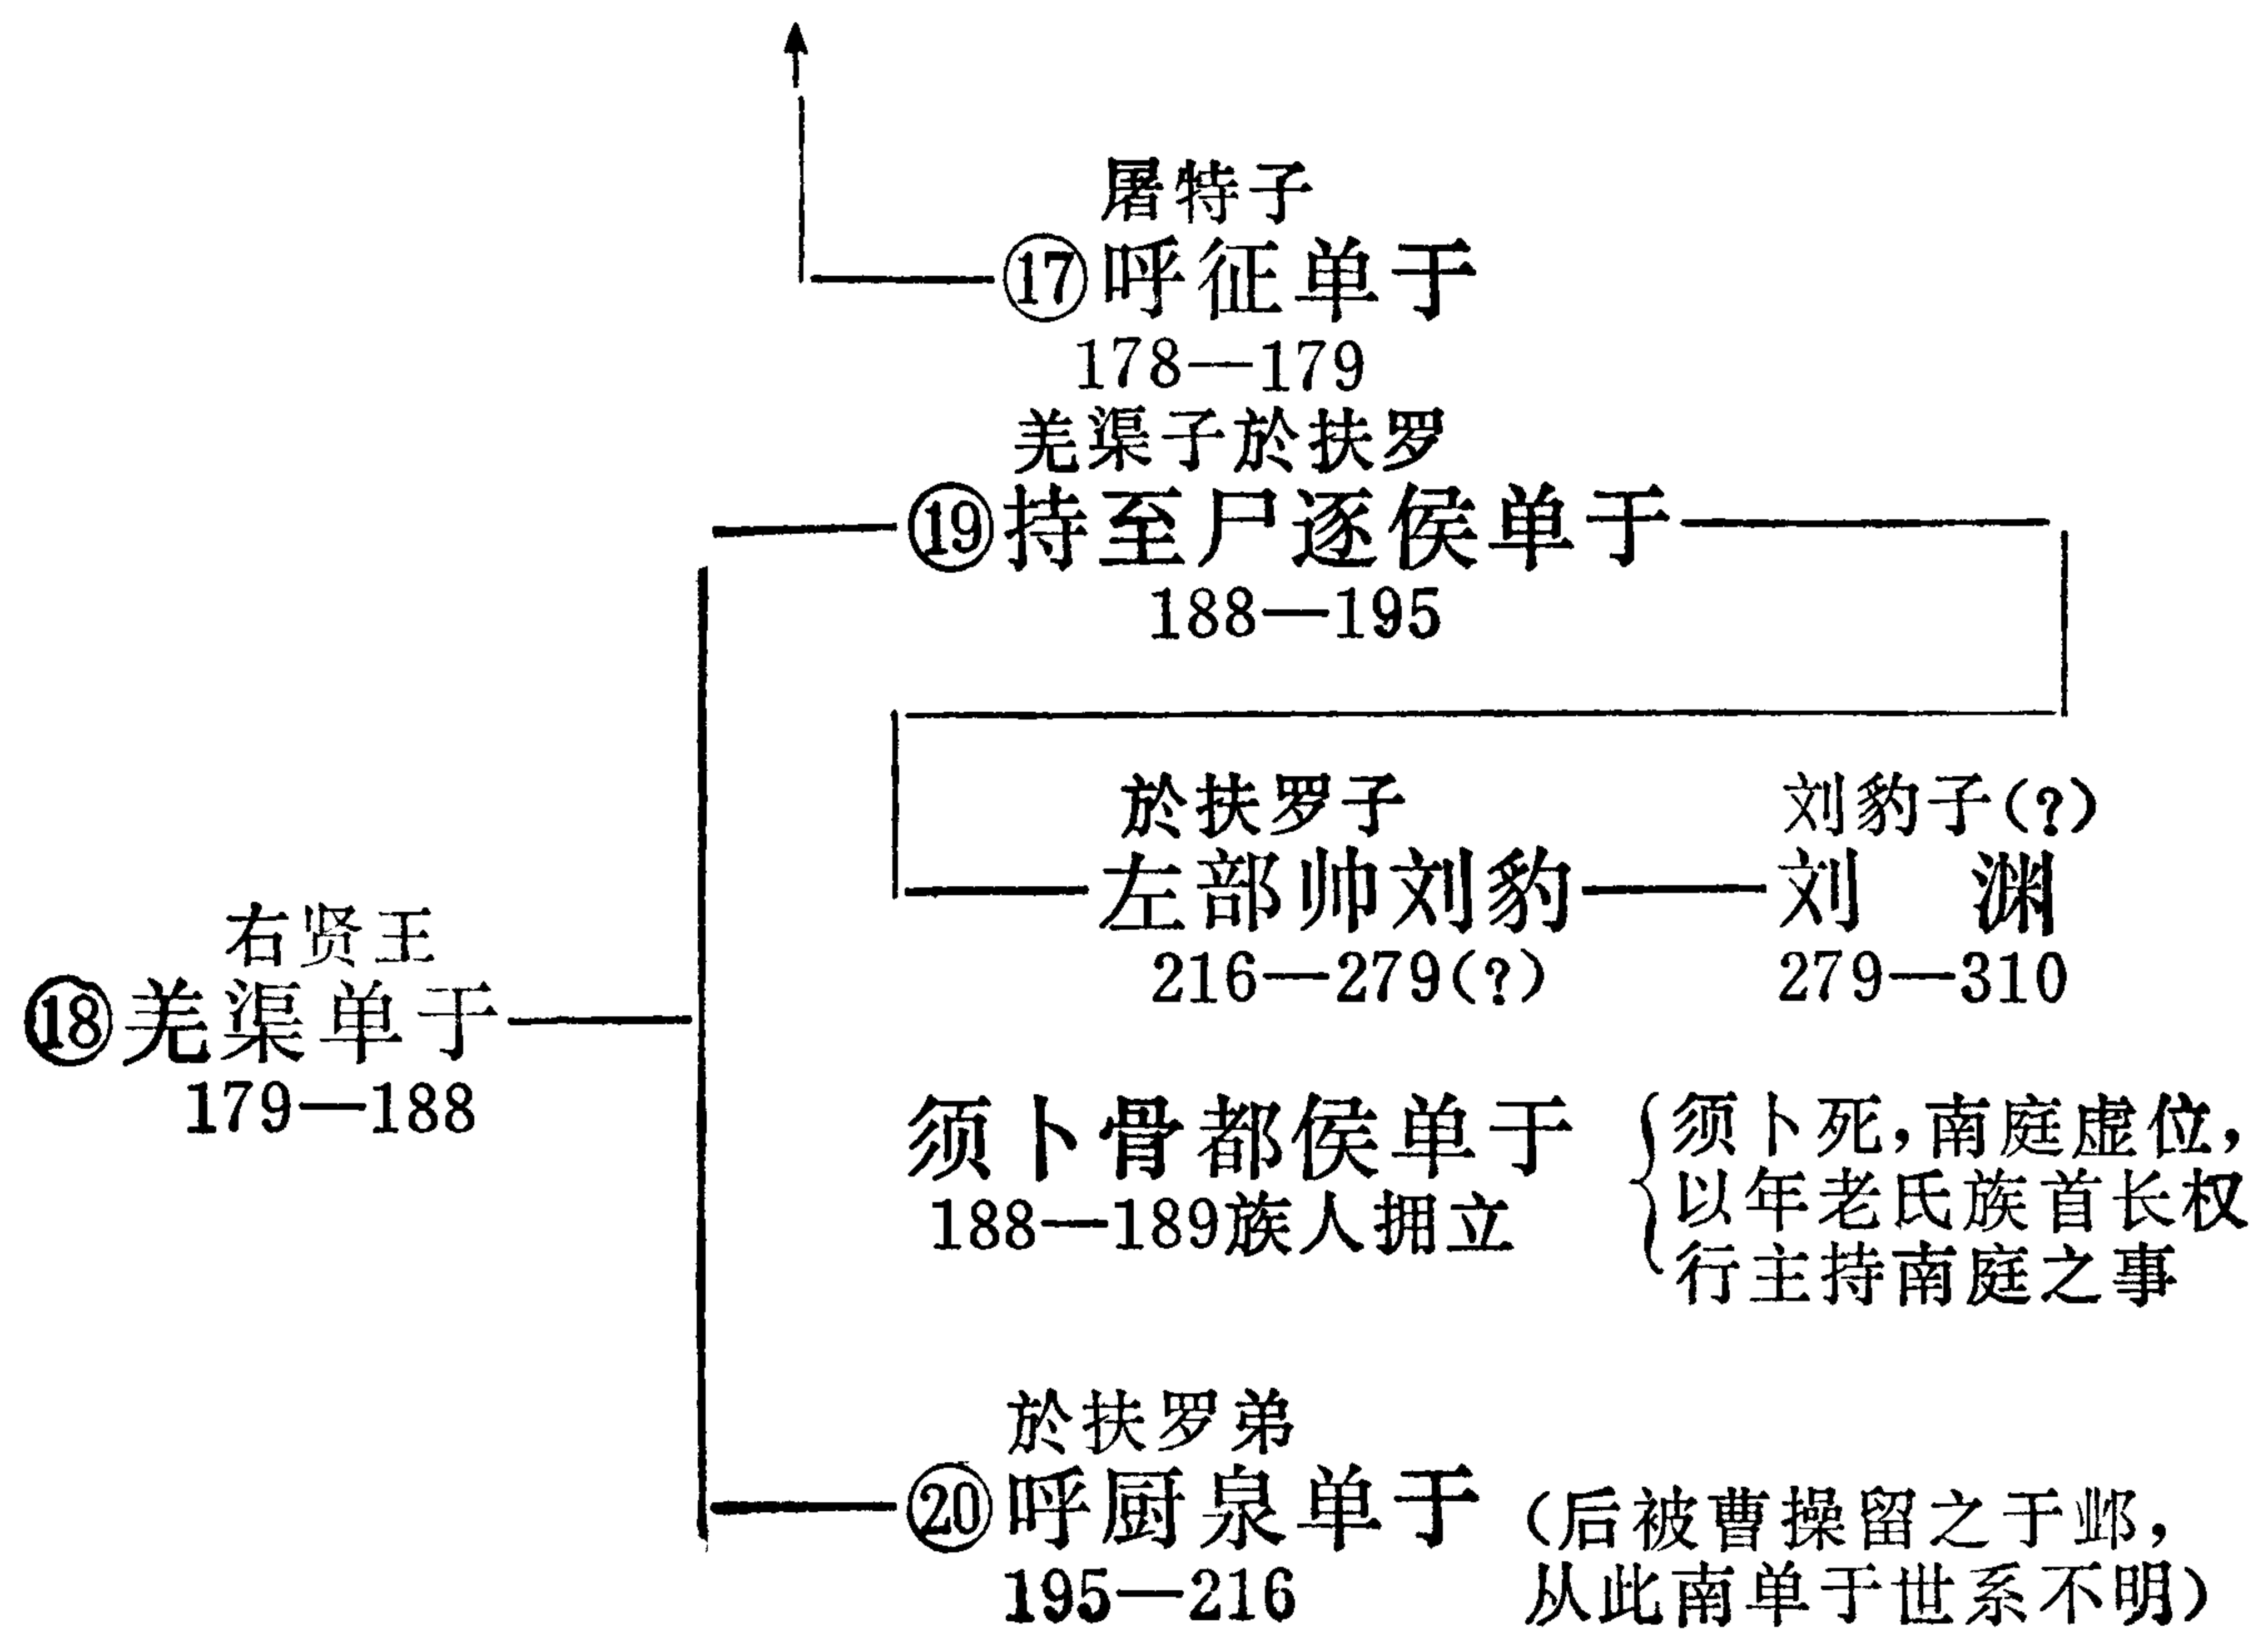 屠特子
⑰呼征单于
178—179
羌渠子於扶罗
⑲持至尸逐侯单于
188—195
於扶罗子
左部帅刘豹
216—279(?)
刘豹子(?)
刘 渊
279—310
右贤王
⑱羌渠单于
179—188
须卜骨都侯单于
188—189族人拥立
须卜死,南庭虚位,
以年老氏族首长权
行主持南庭之事
於扶罗弟
⑳呼厨泉单于
195—216
(后被曹操留之于邺,
从此南单于世系不明)